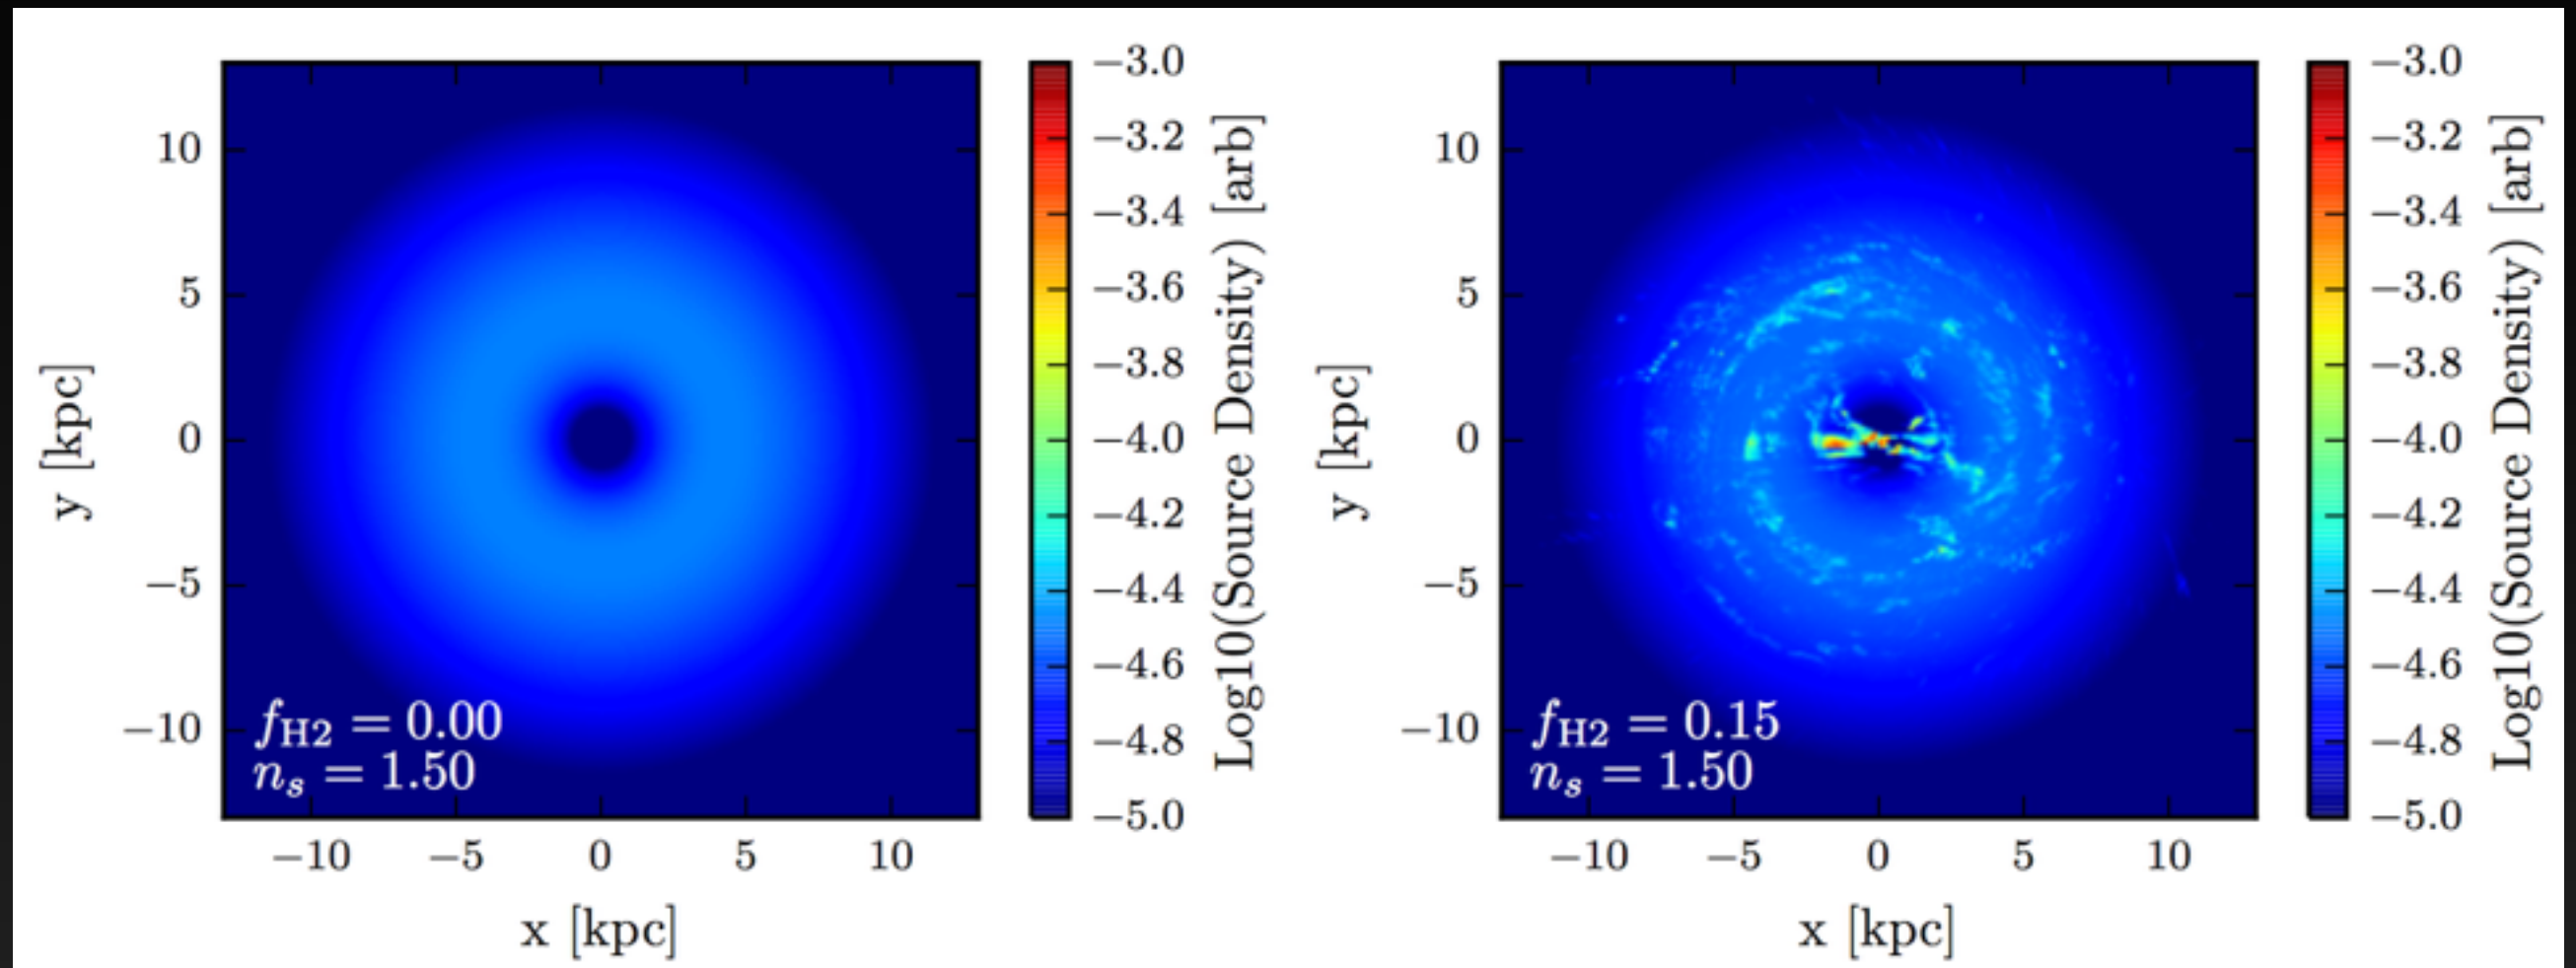 10
5
0
−5
−10
y [kpc]
−10 −5 0 5 10
x [kpc]
f_H2 = 0.00
n_s = 1.50
−3.0
−3.2
−3.4
−3.6
−3.8
−4.0
−4.2
−4.4
−4.6
−4.8
−5.0
Log10(Source Density) [arb]
10
5
0
−5
−10
y [kpc]
−10 −5 0 5 10
x [kpc]
f_H2 = 0.15
n_s = 1.50
−3.0
−3.2
−3.4
−3.6
−3.8
−4.0
−4.2
−4.4
−4.6
−4.8
−5.0
Log10(Source Density) [arb]